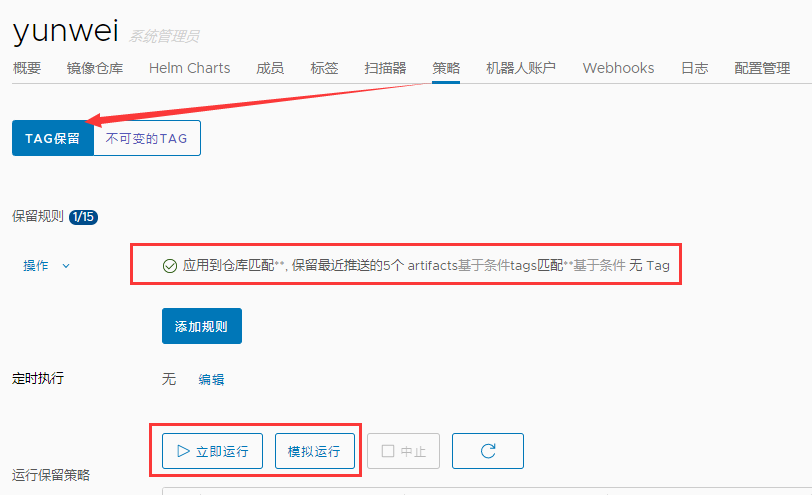 yunwei 系统管理员
概要 镜像仓库 Helm Charts 成员 标签 扫描器 策略 机器人账户 Webhooks 日志 配置管理
TAG保留 不可变的TAG
保留规则 1/15
操作 应用到仓库匹配**, 保留最近推送的5个 artifacts基于条件tags匹配**基于条件 无 Tag
添加规则
定时执行 无 编辑
立即运行 模拟运行 中止
运行保留策略